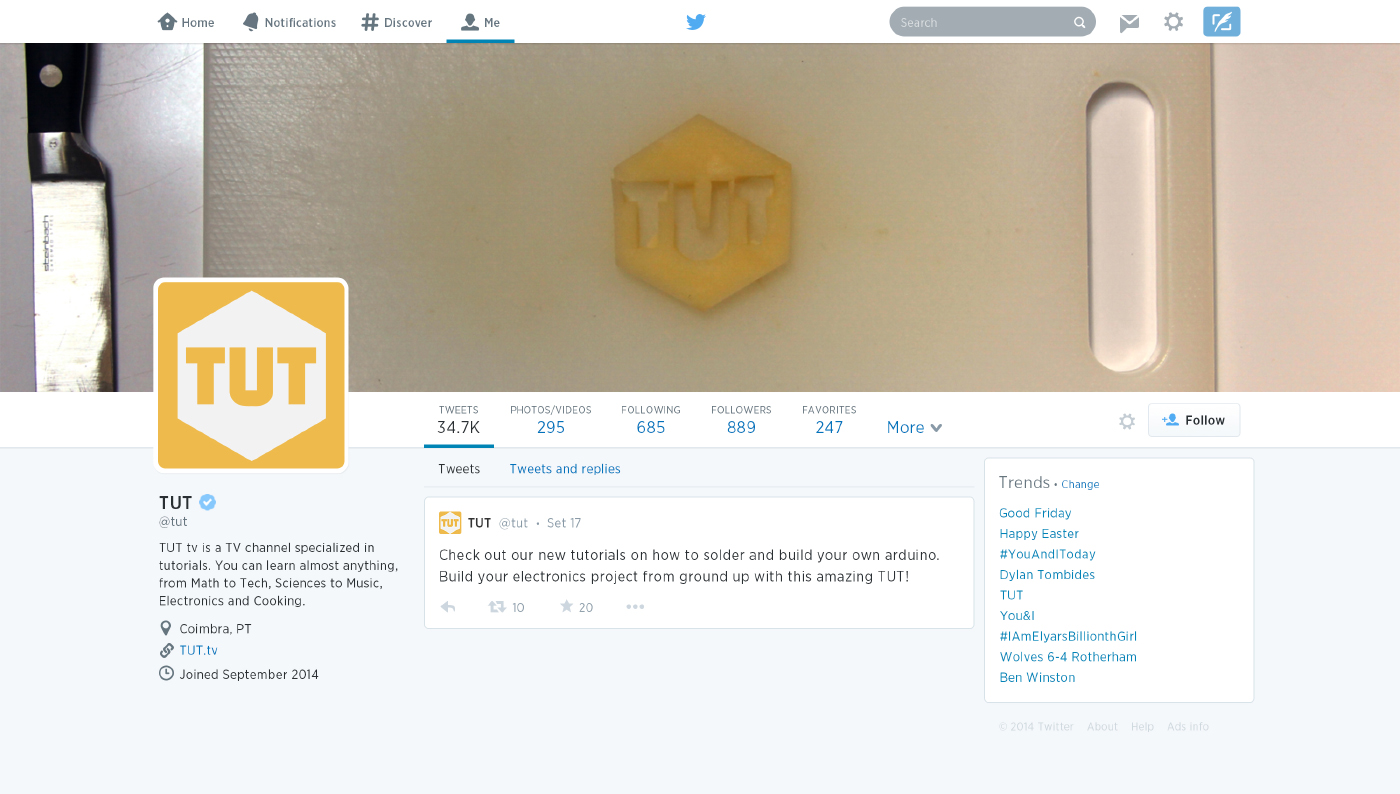 Home Notifications Discover Me Search
TUT
steinbach
TUT
TWEETS PHOTOS/VIDEOS FOLLOWING FOLLOWERS FAVORITES
34.7K 295 685 889 247 More Follow
Tweets Tweets and replies
TUT
@tut
TUT tv is a TV channel specialized in
tutorials. You can learn almost anything,
from Math to Tech, Sciences to Music,
Electronics and Cooking.
Coimbra, PT
TUT.tv
Joined September 2014
TUT TUT @tut • Set 17
Check out our new tutorials on how to solder and build your own arduino.
Build your electronics project from ground up with this amazing TUT!
10 20
Trends • Change
Good Friday
Happy Easter
#YouAndIToday
Dylan Tombides
TUT
You&I
#IAmElyarsBillionthGirl
Wolves 6-4 Rotherham
Ben Winston
© 2014 Twitter About Help Ads info